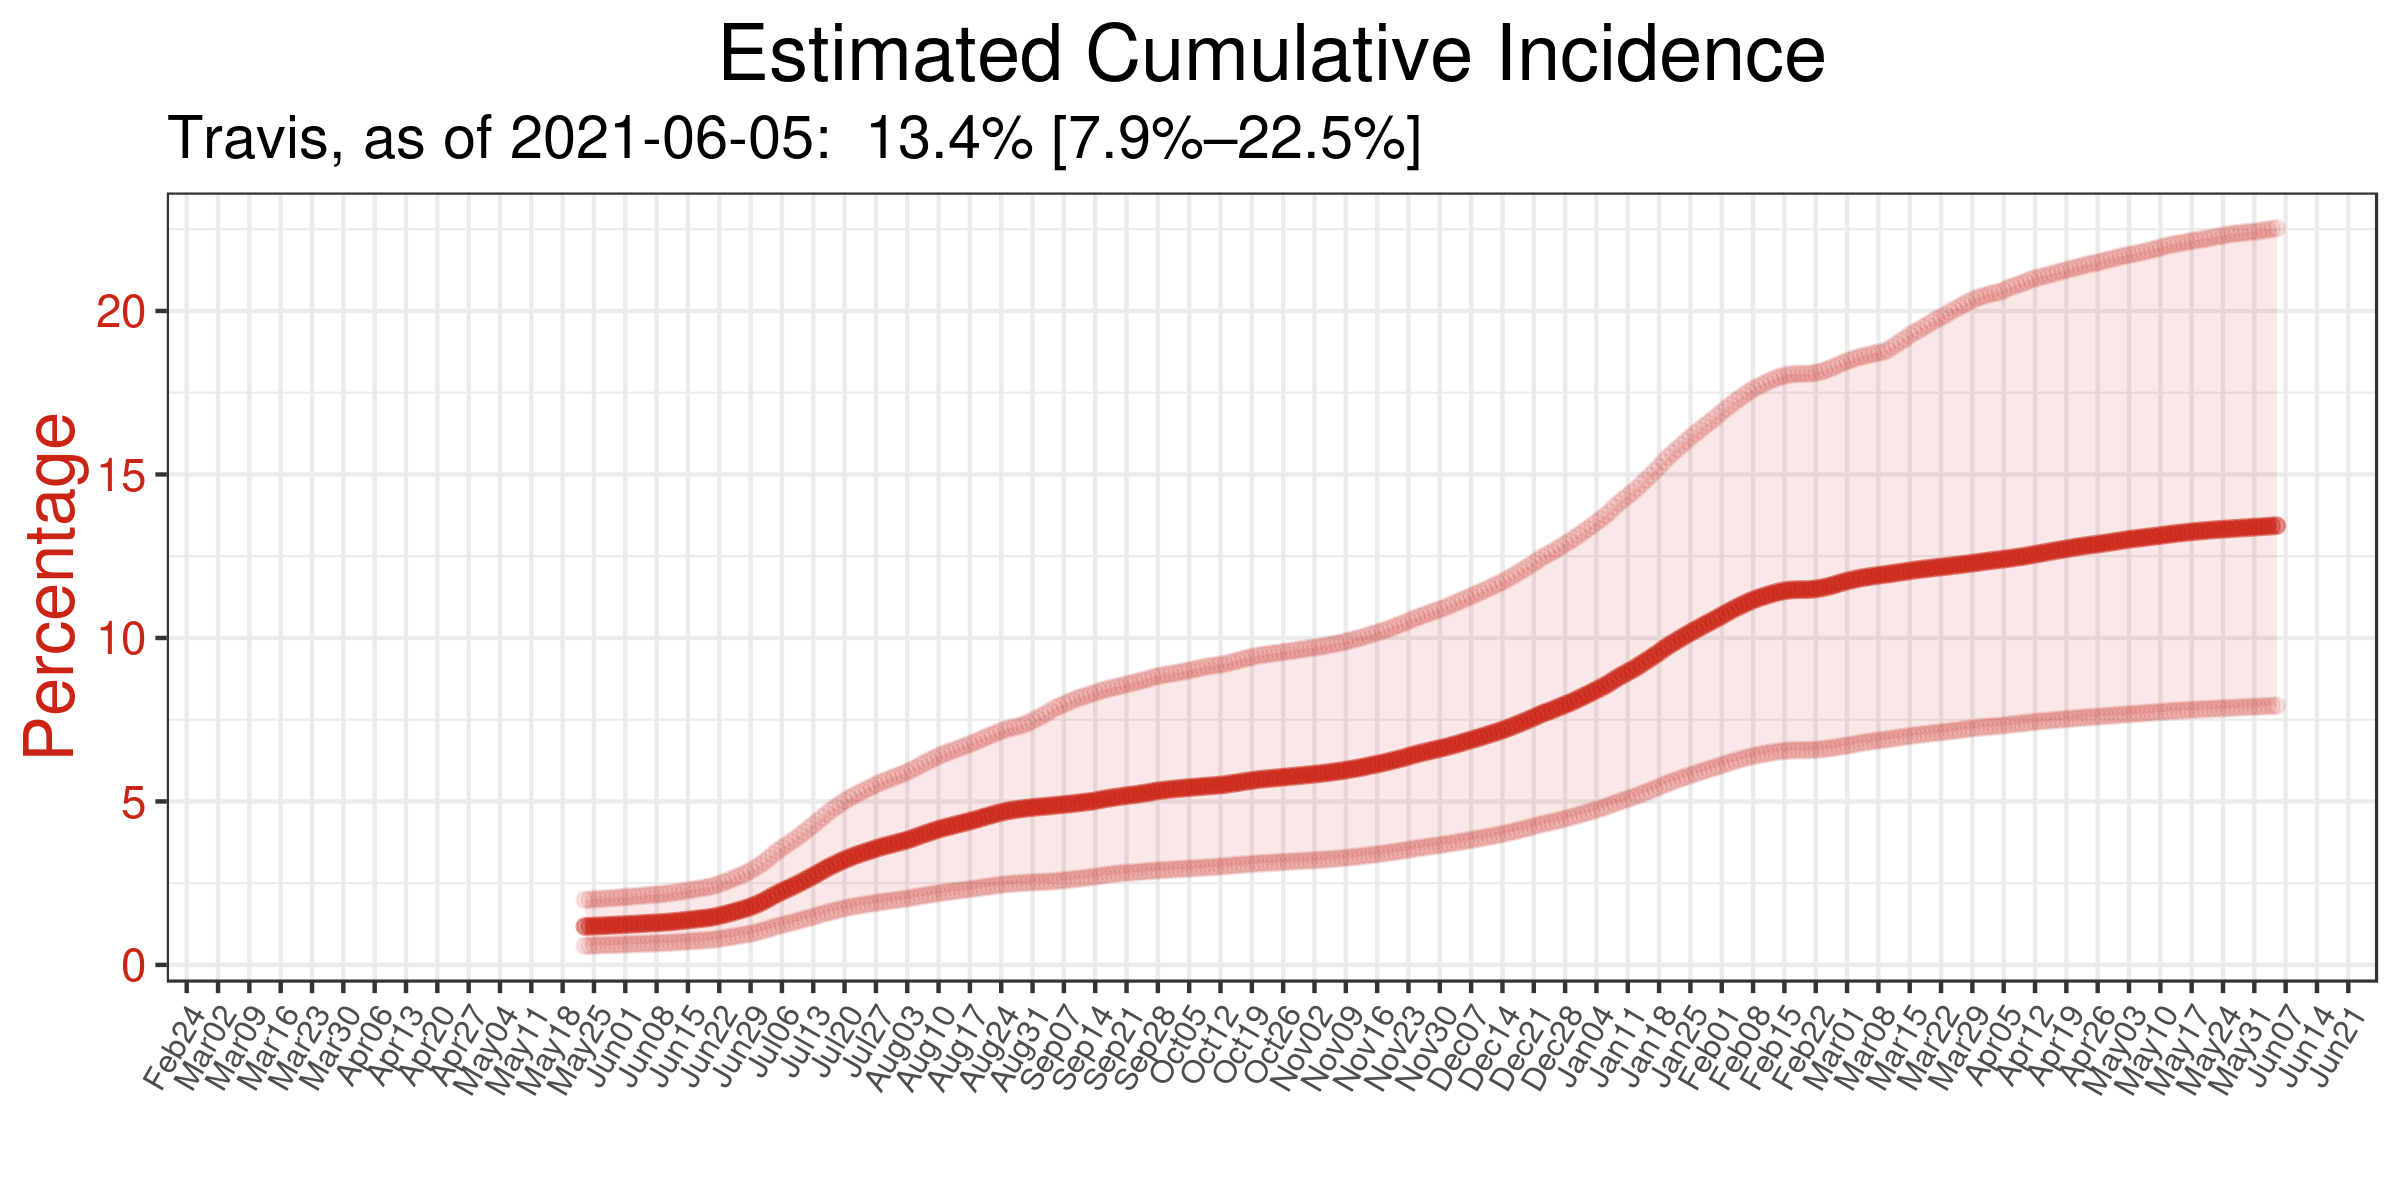 Estimated Cumulative Incidence
Travis, as of 2021-06-05:  13.4% [7.9%–22.5%]
Percentage
20
15
10
5
0
Feb24
Mar02
Mar09
Mar16
Mar23
Mar30
Apr06
Apr13
Apr20
Apr27
May04
May11
May18
May25
Jun01
Jun08
Jun15
Jun22
Jun29
Jul06
Jul13
Jul20
Jul27
Aug03
Aug10
Aug17
Aug24
Aug31
Sep07
Sep14
Sep21
Sep28
Oct05
Oct12
Oct19
Oct26
Nov02
Nov09
Nov16
Nov23
Nov30
Dec07
Dec14
Dec21
Dec28
Jan04
Jan11
Jan18
Jan25
Feb01
Feb08
Feb15
Feb22
Mar01
Mar08
Mar15
Mar22
Mar29
Apr05
Apr12
Apr19
Apr26
May03
May10
May17
May24
May31
Jun07
Jun14
Jun21